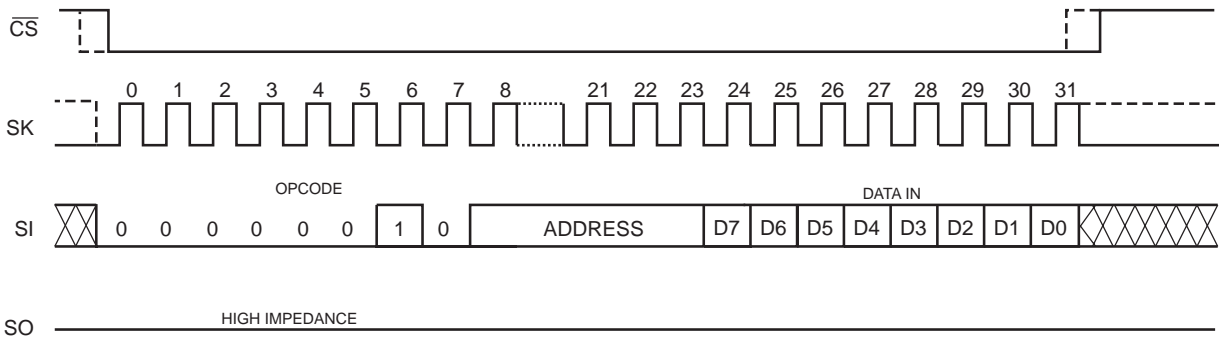 CS
0 1 2 3 4 5 6 7 8 21 22 23 24 25 26 27 28 29 30 31
SK
OPCODE DATA IN
SI 0 0 0 0 0 0 1 0 ADDRESS D7 D6 D5 D4 D3 D2 D1 D0
HIGH IMPEDANCE
SO